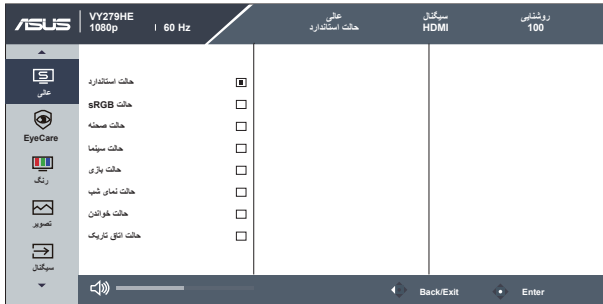 ASUS
VY279HE
1080p 60 Hz
عالی
حالت استاندارد
سیگنال
HDMI
روشنایی
100
عالی
EyeCare
رنگ
تصویر
سیگنال
حالت استاندارد
حالت sRGB
حالت صحنه
حالت سینما
حالت بازی
حالت نمای شب
حالت خواندن
حالت اتاق تاریک
Back/Exit
Enter